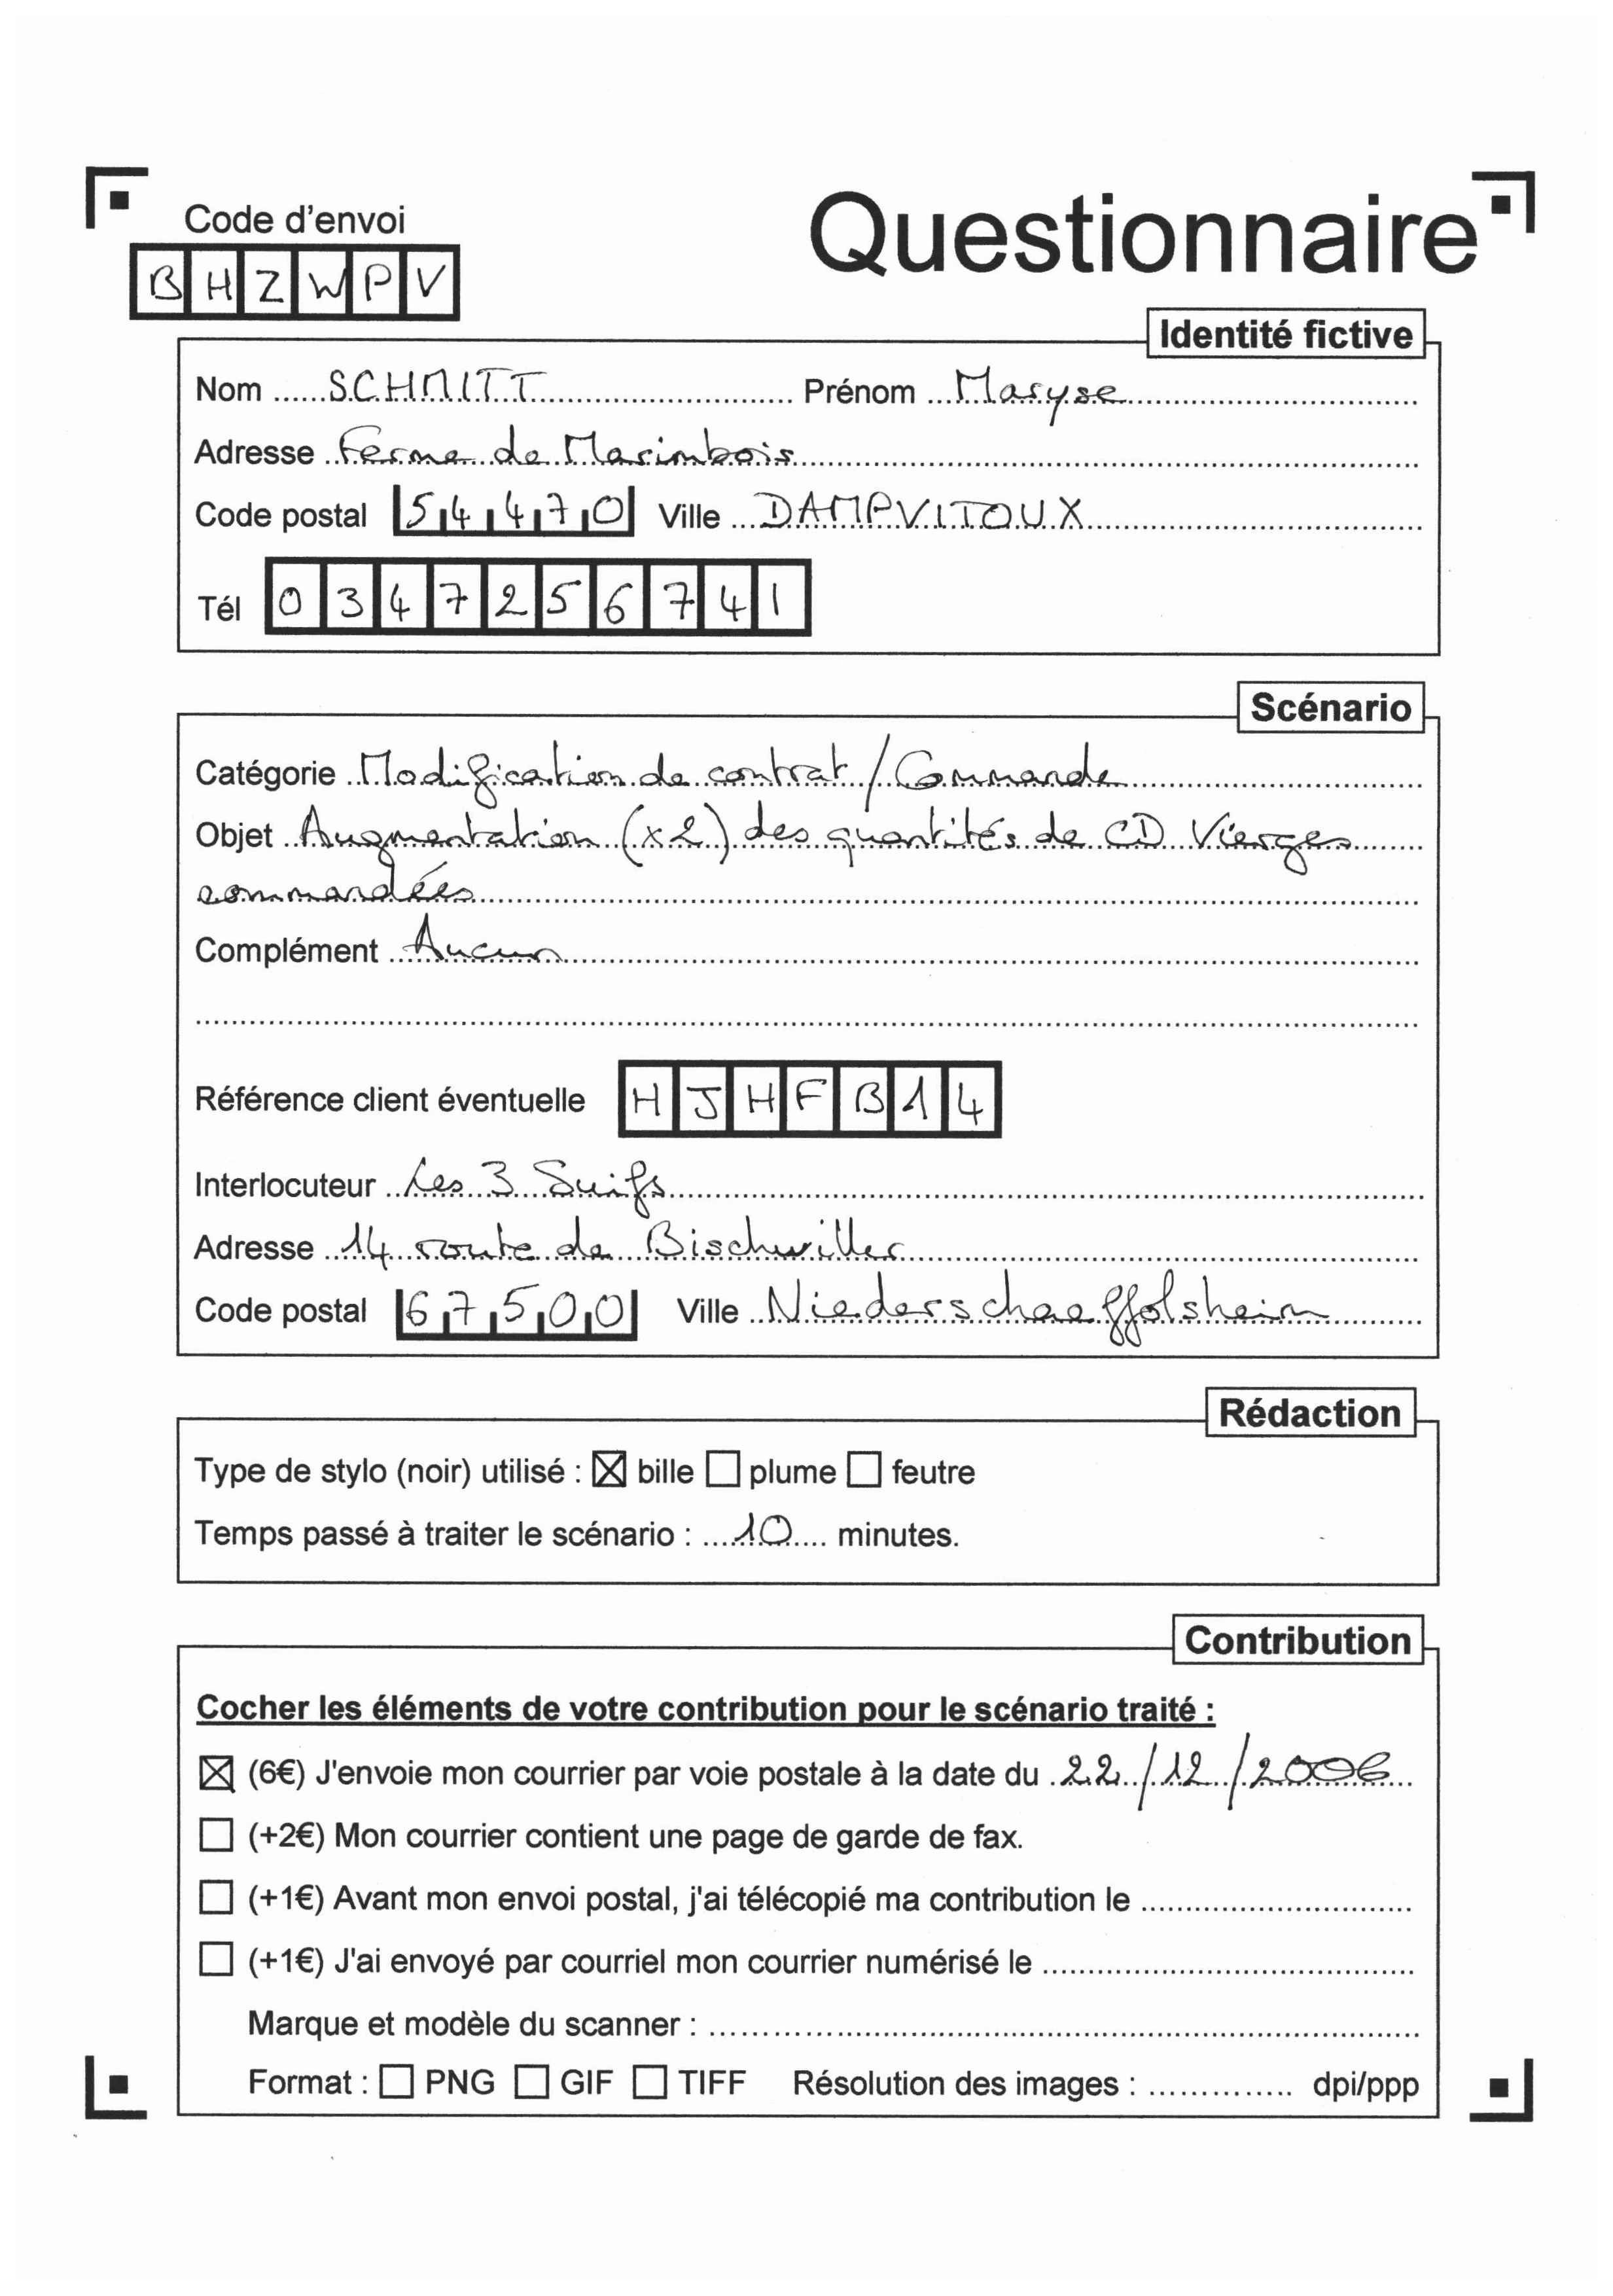 Code d'envoi
BHZWPV
Questionnaire
Identité fictive
Nom SCHMITT Prénom Maryse
Adresse Ferme de Marimbois
Code postal 54470 Ville DAMPVITOUX
Tél 0347256741
Scénario
Catégorie Modification de contrat / Commande
Objet Augmentation (x2) des quantités de CD Vierges
commandées
Complément Aucun
Référence client éventuelle HJHFB14
Interlocuteur Les 3 Suifs
Adresse 14 route de Bischwiller
Code postal 67500 Ville Niederschaeffolsheim
Rédaction
Type de stylo (noir) utilisé : ☒ bille ☐ plume ☐ feutre
Temps passé à traiter le scénario : 10 minutes.
Contribution
Cocher les éléments de votre contribution pour le scénario traité :
☒ (6€) J'envoie mon courrier par voie postale à la date du 22/12/2006
☐ (+2€) Mon courrier contient une page de garde de fax.
☐ (+1€) Avant mon envoi postal, j'ai télécopié ma contribution le
☐ (+1€) J'ai envoyé par courriel mon courrier numérisé le
Marque et modèle du scanner :
Format : ☐ PNG ☐ GIF ☐ TIFF Résolution des images : dpi/ppp